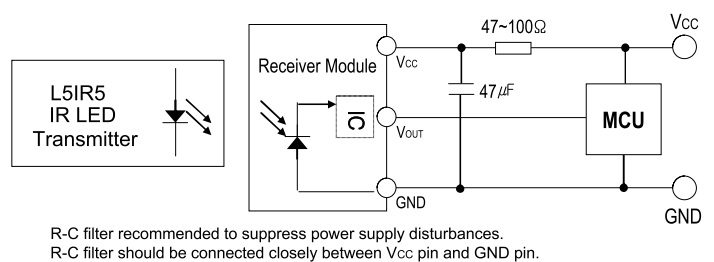 47~100Ω
Vcc
Receiver Module
Vcc
L5IR5
IR LED
Transmitter
IC
47μF
MCU
VOUT
GND
GND
R-C filter recommended to suppress power supply disturbances.
R-C filter should be connected closely between Vcc pin and GND pin.